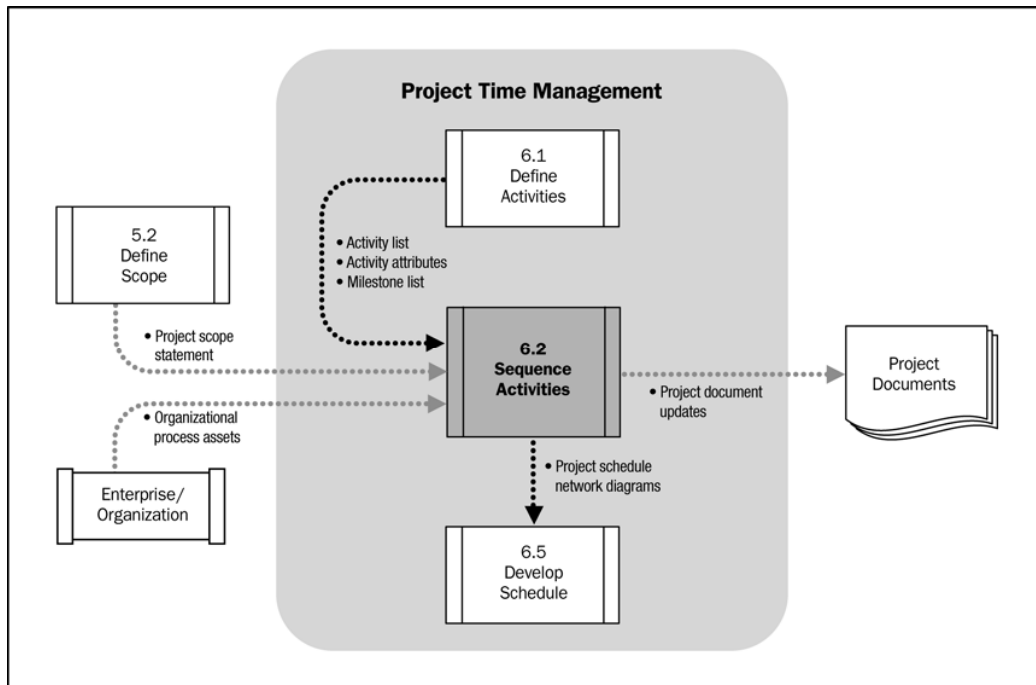 Project Time Management
6.1
Define
Activities
5.2
Define
Scope
• Activity list
• Activity attributes
• Milestone list
• Project scope
statement
6.2
Sequence
Activities
Project
Documents
• Project document
updates
• Organizational
process assets
Enterprise/
Organization
• Project schedule
network diagrams
6.5
Develop
Schedule